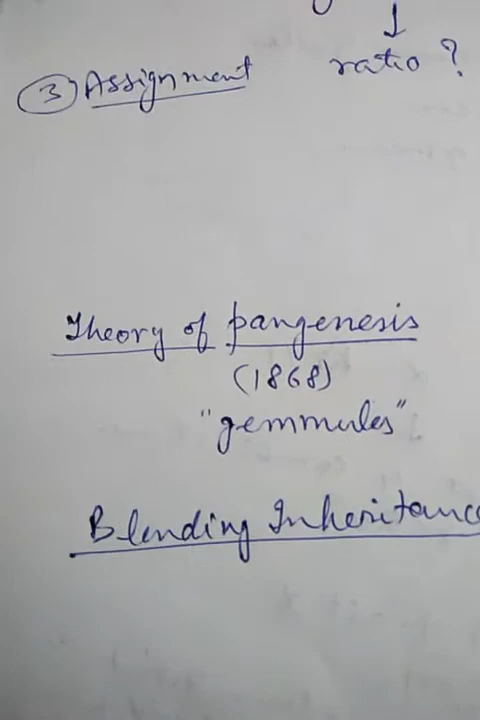 ratio ?
③ Assignment
Theory of pangenesis
(1868)
"gemmules"
Blending Inheritance